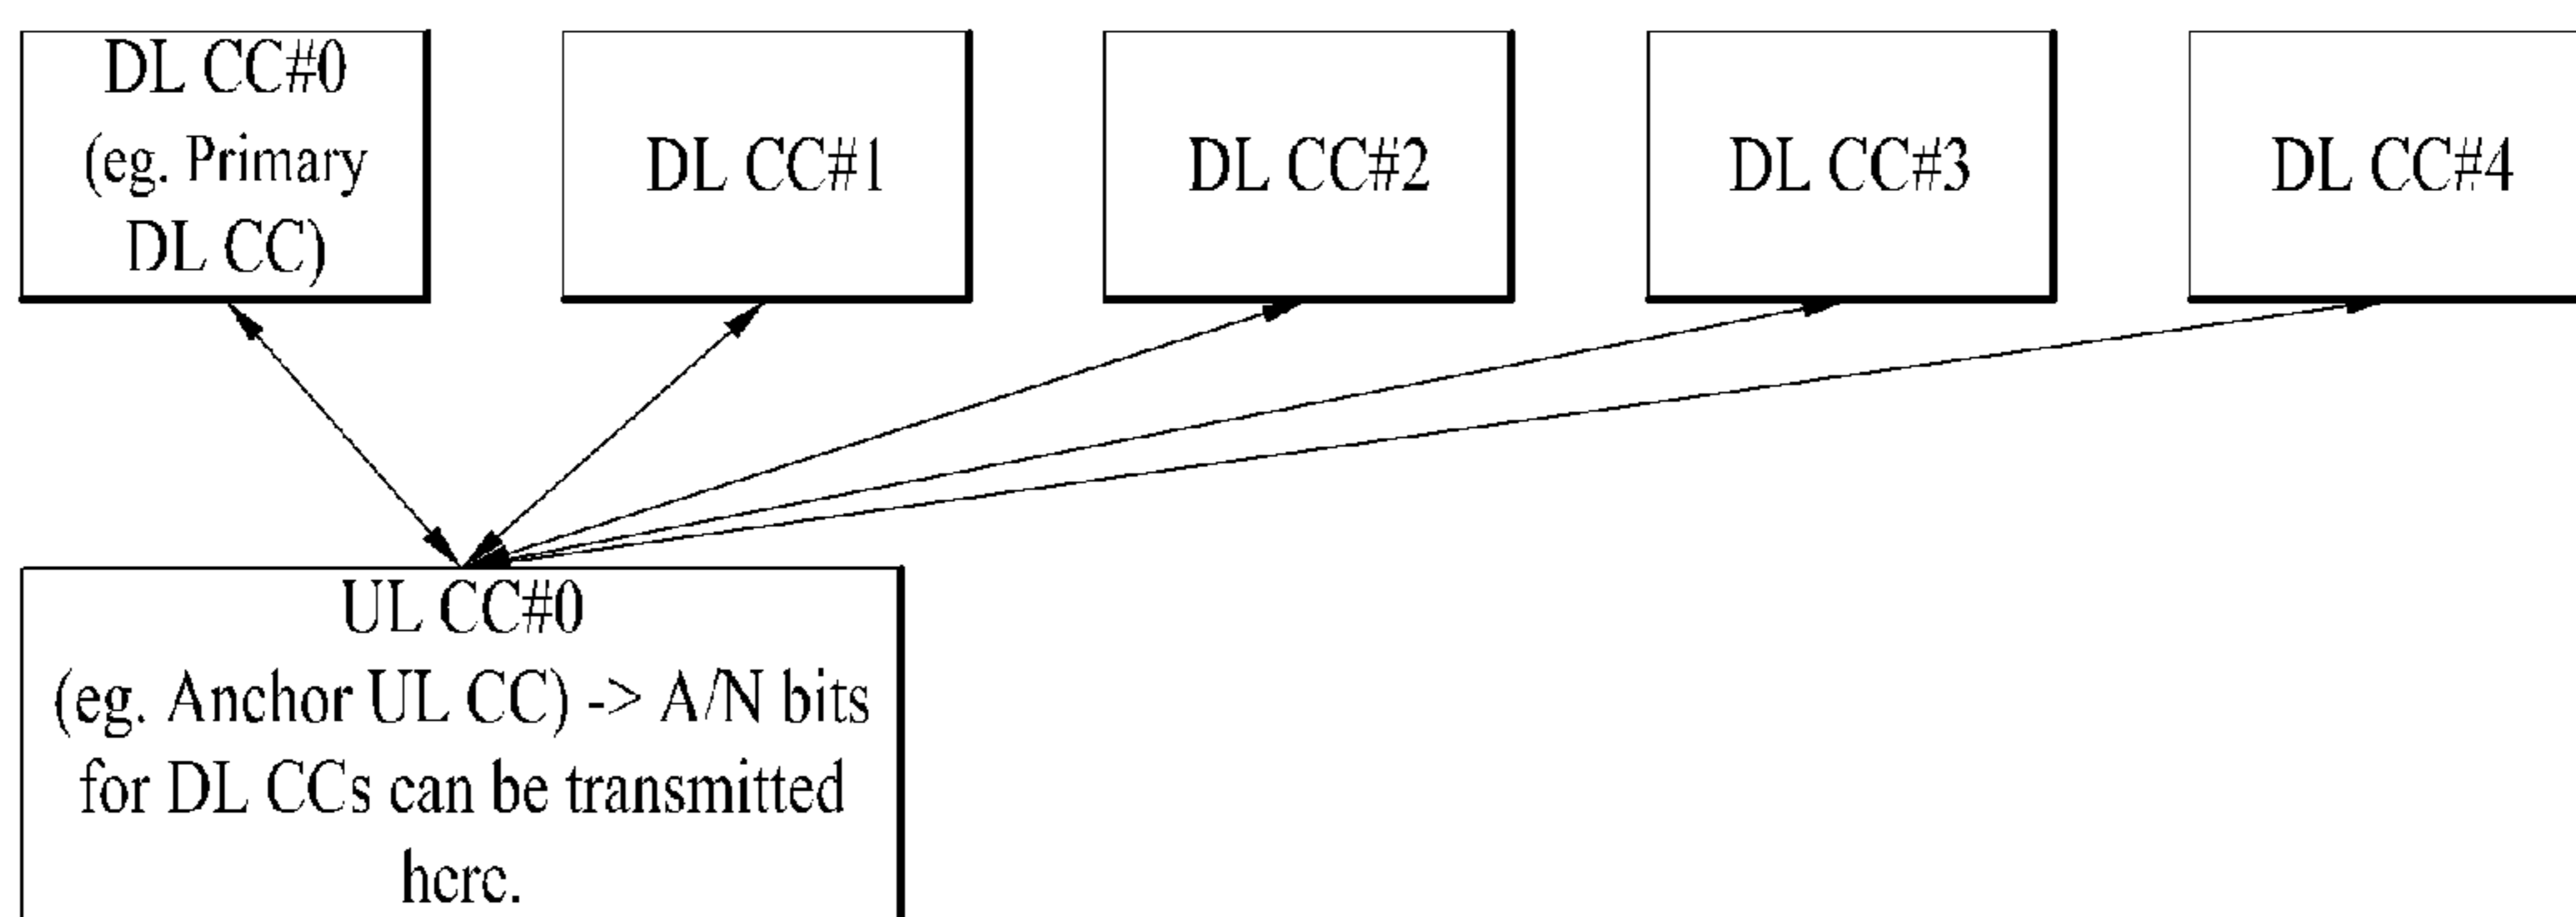 DL CC#0
(eg. Primary
DL CC)
DL CC#1
DL CC#2
DL CC#3
DL CC#4
UL CC#0
(eg. Anchor UL CC) -> A/N bits
for DL CCs can be transmitted
here.